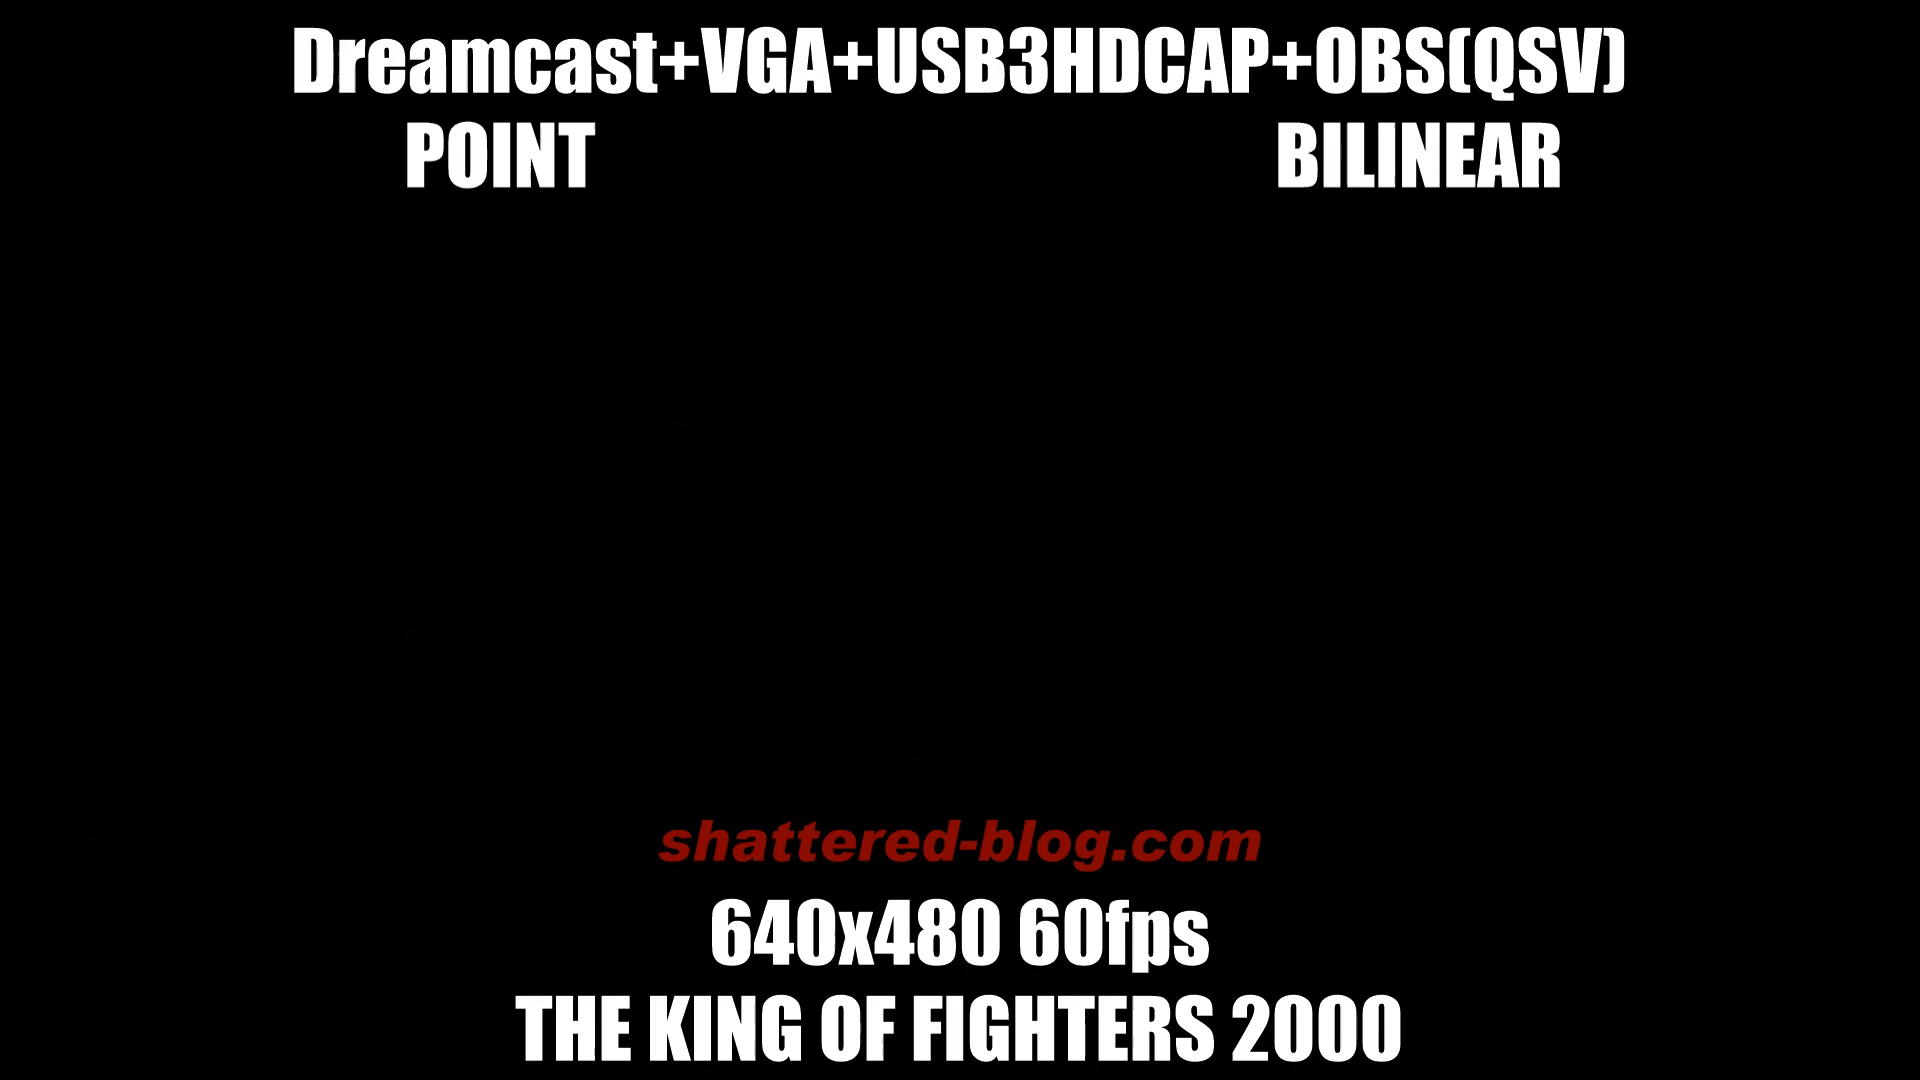 Dreamcast+VGA+USB3HDCAP+OBS(QSV)
POINT BILINEAR
shattered-blog.com
640x480 60fps
THE KING OF FIGHTERS 2000